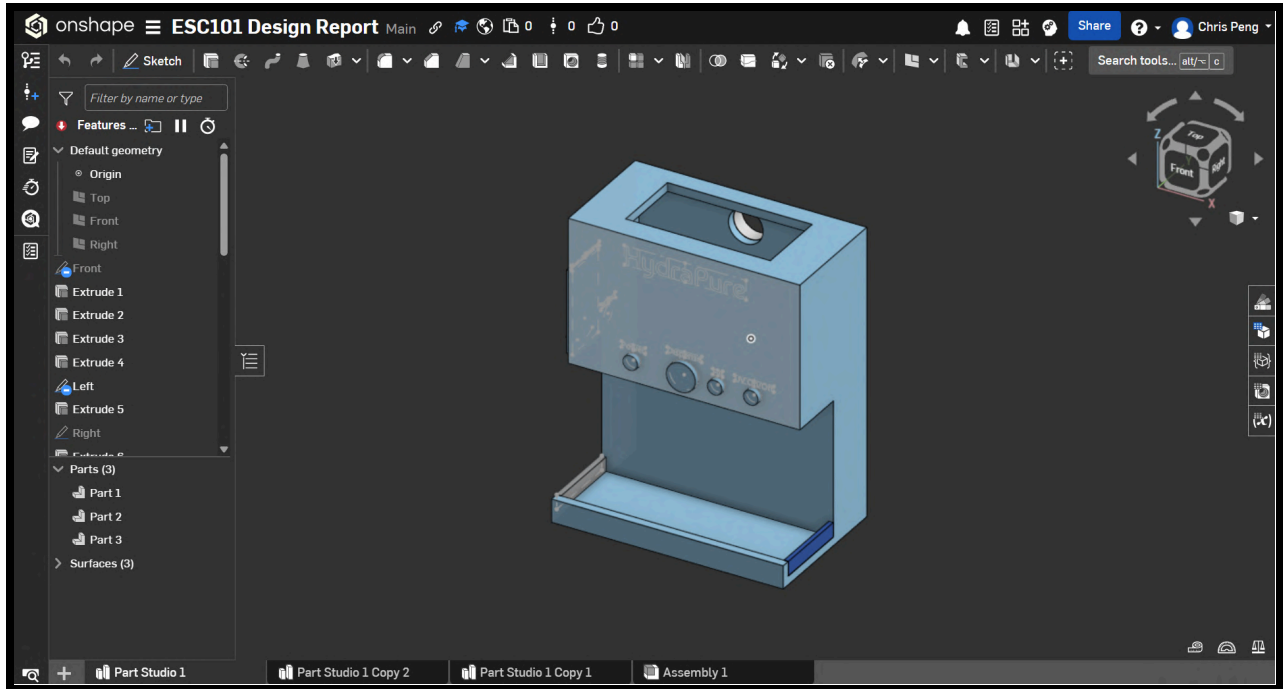 onshape ESC101 Design Report Main 0 0 0 Share Chris Peng
Sketch Search tools... alt/⌥ c
Filter by name or type
Features ...
Default geometry
Origin
Top
Front
Right
Front
Extrude 1
Extrude 2
Extrude 3
Extrude 4
Left
Extrude 5
Right
Extrude 6
Parts (3)
Part 1
Part 2
Part 3
Surfaces (3)
Z
Top
Front
Right
X
HydraPure
(x)
Part Studio 1
Part Studio 1 Copy 2
Part Studio 1 Copy 1
Assembly 1